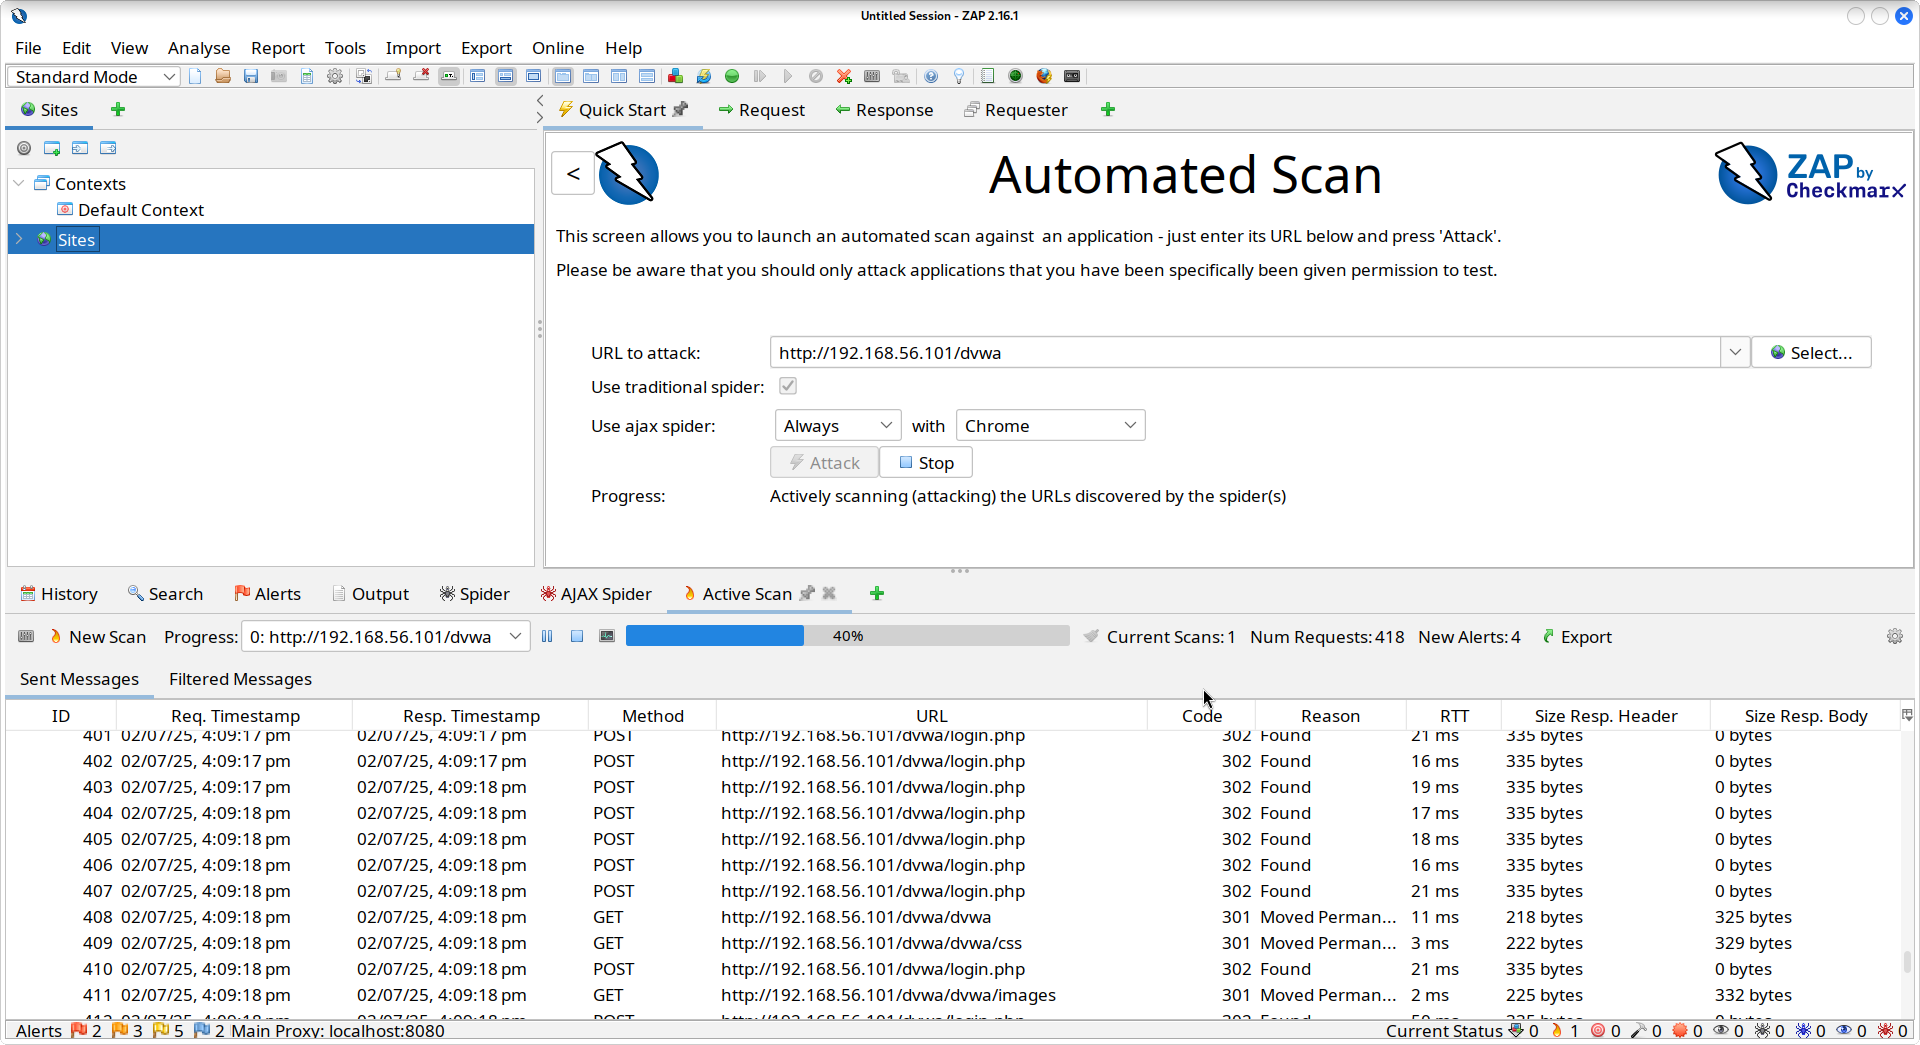 Untitled Session - ZAP 2.16.1
File Edit View Analyse Report Tools Import Export Online Help
Standard Mode
Sites
Quick Start Request Response Requester
<
Automated Scan
ZAP by Checkmarx
Contexts
Default Context
Sites
This screen allows you to launch an automated scan against  an application - just enter its URL below and press 'Attack'.
Please be aware that you should only attack applications that you have been specifically been given permission to test.
URL to attack: http://192.168.56.101/dvwa Select...
Use traditional spider:
Use ajax spider: Always with Chrome
Attack Stop
Progress: Actively scanning (attacking) the URLs discovered by the spider(s)
History Search Alerts Output Spider AJAX Spider Active Scan
New Scan Progress: 0: http://192.168.56.101/dvwa 40% Current Scans: 1 Num Requests: 418 New Alerts: 4 Export
Sent Messages Filtered Messages
ID Req. Timestamp Resp. Timestamp Method URL Code Reason RTT Size Resp. Header Size Resp. Body
401 02/07/25, 4:09:17 pm 02/07/25, 4:09:17 pm POST http://192.168.56.101/dvwa/login.php 302 Found 21 ms 335 bytes 0 bytes
402 02/07/25, 4:09:17 pm 02/07/25, 4:09:17 pm POST http://192.168.56.101/dvwa/login.php 302 Found 16 ms 335 bytes 0 bytes
403 02/07/25, 4:09:17 pm 02/07/25, 4:09:18 pm POST http://192.168.56.101/dvwa/login.php 302 Found 19 ms 335 bytes 0 bytes
404 02/07/25, 4:09:18 pm 02/07/25, 4:09:18 pm POST http://192.168.56.101/dvwa/login.php 302 Found 17 ms 335 bytes 0 bytes
405 02/07/25, 4:09:18 pm 02/07/25, 4:09:18 pm POST http://192.168.56.101/dvwa/login.php 302 Found 18 ms 335 bytes 0 bytes
406 02/07/25, 4:09:18 pm 02/07/25, 4:09:18 pm POST http://192.168.56.101/dvwa/login.php 302 Found 16 ms 335 bytes 0 bytes
407 02/07/25, 4:09:18 pm 02/07/25, 4:09:18 pm POST http://192.168.56.101/dvwa/login.php 302 Found 21 ms 335 bytes 0 bytes
408 02/07/25, 4:09:18 pm 02/07/25, 4:09:18 pm GET http://192.168.56.101/dvwa/dvwa 301 Moved Perman... 11 ms 218 bytes 325 bytes
409 02/07/25, 4:09:18 pm 02/07/25, 4:09:18 pm GET http://192.168.56.101/dvwa/dvwa/css 301 Moved Perman... 3 ms 222 bytes 329 bytes
410 02/07/25, 4:09:18 pm 02/07/25, 4:09:18 pm POST http://192.168.56.101/dvwa/login.php 302 Found 21 ms 335 bytes 0 bytes
411 02/07/25, 4:09:18 pm 02/07/25, 4:09:18 pm GET http://192.168.56.101/dvwa/dvwa/images 301 Moved Perman... 2 ms 225 bytes 332 bytes
Alerts 2 3 5 2 Main Proxy: localhost:8080 Current Status 0 1 0 0 0 0 0 0 0 0